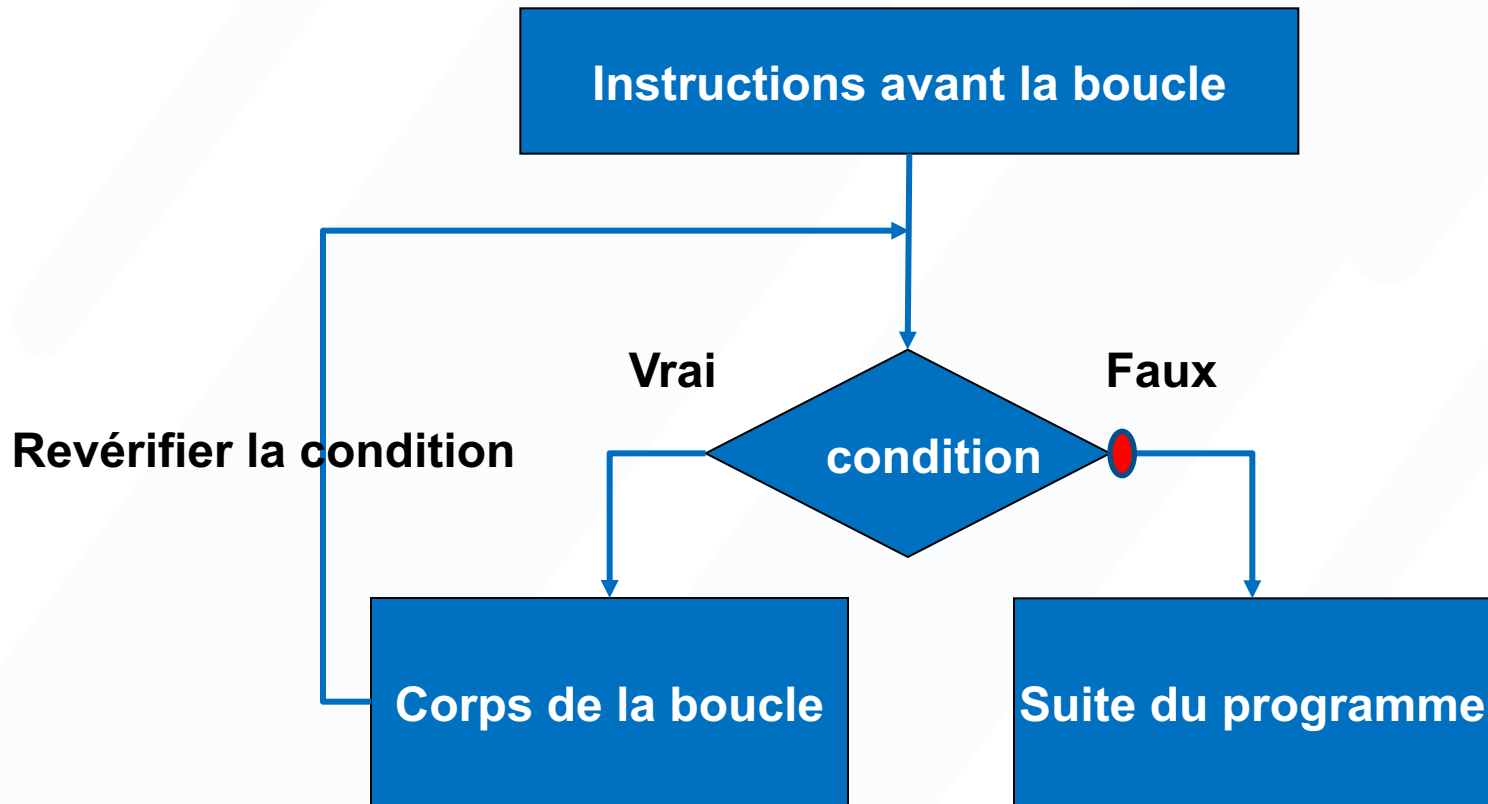 Instructions avant la boucle
Vrai
Faux
Revérifier la condition
condition
Corps de la boucle
Suite du programme